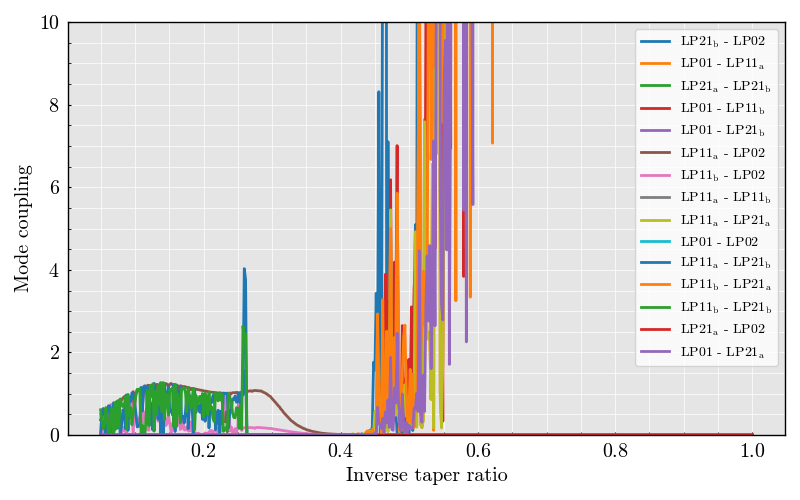 10
8
6
4
2
0
Mode coupling
0.2
0.4
0.6
0.8
1.0
Inverse taper ratio
LP21b - LP02
LP01 - LP11a
LP21a - LP21b
LP01 - LP11b
LP01 - LP21b
LP11a - LP02
LP11b - LP02
LP11a - LP11b
LP11a - LP21a
LP01 - LP02
LP11a - LP21b
LP11b - LP21a
LP11b - LP21b
LP21a - LP02
LP01 - LP21a